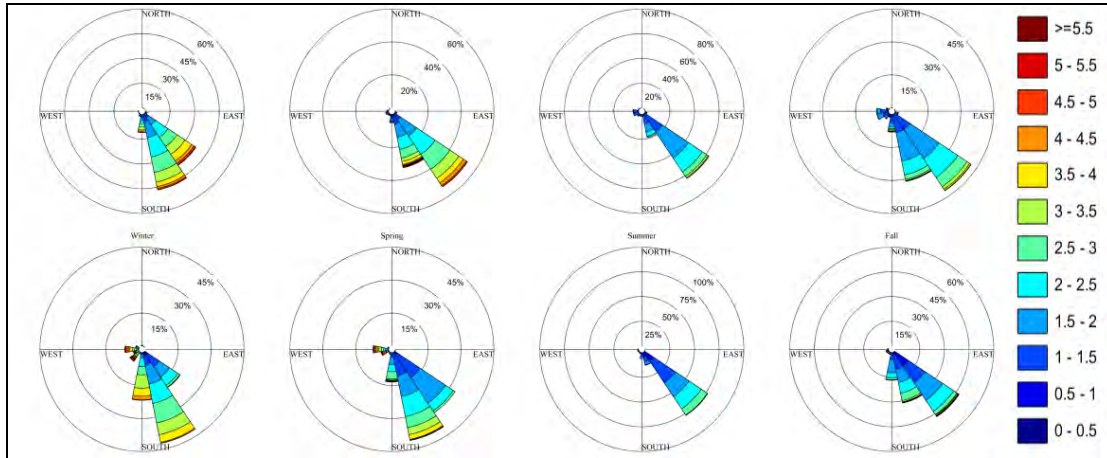 NORTH
60%
45%
30%
15%
WEST
EAST
SOUTH
NORTH
60%
40%
20%
WEST
EAST
SOUTH
NORTH
80%
60%
40%
20%
WEST
EAST
SOUTH
NORTH
45%
30%
15%
WEST
EAST
SOUTH
Winter
NORTH
45%
30%
15%
WEST
EAST
SOUTH
Spring
NORTH
45%
30%
15%
WEST
EAST
SOUTH
Summer
NORTH
100%
75%
50%
25%
WEST
EAST
SOUTH
Fall
NORTH
60%
45%
30%
15%
WEST
EAST
SOUTH
>=5.5
5 - 5.5
4.5 - 5
4 - 4.5
3.5 - 4
3 - 3.5
2.5 - 3
2 - 2.5
1.5 - 2
1 - 1.5
0.5 - 1
0 - 0.5